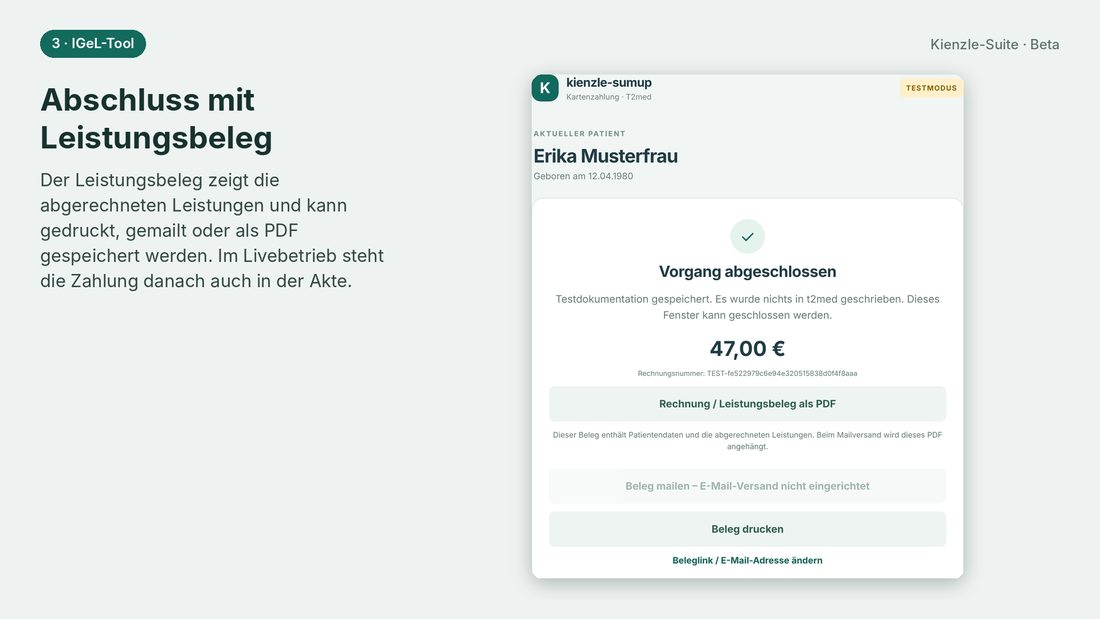 3 · IGeL-Tool
Kienzle-Suite · Beta
Abschluss mit
Leistungsbeleg
Der Leistungsbeleg zeigt die
abgerechneten Leistungen und kann
gedruckt, gemailt oder als PDF
gespeichert werden. Im Livebetrieb steht
die Zahlung danach auch in der Akte.
K
kienzle-sumup
Kartenzahlung · T2med
TESTMODUS
AKTUELLER PATIENT
Erika Musterfrau
Geboren am 12.04.1980
Vorgang abgeschlossen
Testdokumentation gespeichert. Es wurde nichts in t2med geschrieben. Dieses
Fenster kann geschlossen werden.
47,00 €
Rechnungsnummer: TEST-fe522979c6e94e320515838d0f4f8aaa
Rechnung / Leistungsbeleg als PDF
Dieser Beleg enthält Patientendaten und die abgerechneten Leistungen. Beim Mailversand wird dieses PDF
angehängt.
Beleg mailen – E-Mail-Versand nicht eingerichtet
Beleg drucken
Beleglink / E-Mail-Adresse ändern